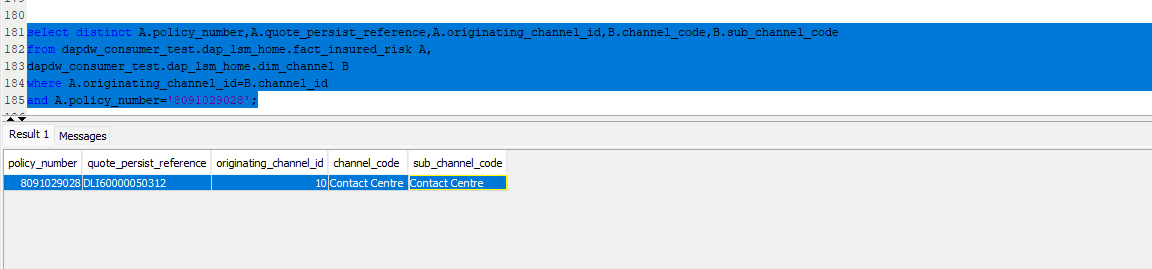 180
181 select distinct A.policy_number,A.quote_persist_reference,A.originating_channel_id,B.channel_code,B.sub_channel_code
182 from dapdw_consumer_test.dap_lsm_home.fact_insured_risk A,
183 dapdw_consumer_test.dap_lsm_home.dim_channel B
184 where A.originating_channel_id=B.channel_id
185 and A.policy_number='8091029028';
Result 1 Messages
policy_number quote_persist_reference originating_channel_id channel_code sub_channel_code
8091029028 DLI60000050312 10 Contact Centre Contact Centre